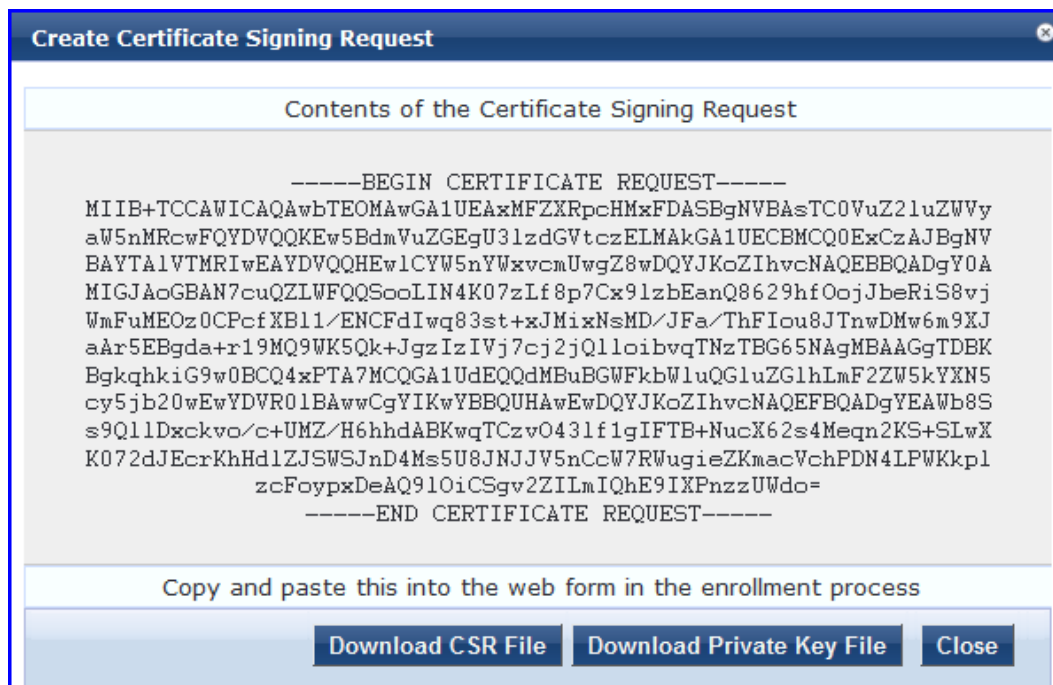 Create Certificate Signing Request
Contents of the Certificate Signing Request
-----BEGIN CERTIFICATE REQUEST-----
MIIB+TCCAWICAQAwbTEOMAwGA1UEAxMFZXRpcHMxFDASBgNVBAsTC0VuZ2luZWVy
aW5nMRcwFQYDVQQKEw5BdmVuZGEgU3lzdGVtczELMAkGA1UECBMCQ0ExCzAJBgNV
BAYTAlVTMRIwEAYDVQQHEwlCYW5nYWxvcmUwgZ8wDQYJKoZIhvcNAQEBBQADgY0A
MIGJAoGBAN7cuQZLWFQQSooLIN4K07zLf8p7Cx9lzbEanQ8629hfOojJbeRiS8vj
WmFuMEOz0CPcfXBl1/ENCFdIwq83st+xJMixNsMD/JFa/ThFIou8JTnwDMw6m9XJ
aAr5EBgda+r19MQ9WK5Qk+JgzIzIVj7cj2jQlloibvqTNzTBG65NAgMBAAGgTDBK
BgkqhkiG9w0BCQ4xPTA7MCQGA1UdEQQdMBuBGWFkbWluQGluZGlhLmF2ZW5kYXN5
cy5jb20wEwYDVR0lBAwwCgYIKwYBBQUHAwEwDQYJKoZIhvcNAQEFBQADgYEAWb8S
s9QllDxckvo/c+UMZ/H6hhdABKwqTCzvO43lf1gIFTB+NucX62s4Meqn2KS+SLwX
K072dJEcrKhHdlZJSWSJnD4Ms5U8JNJJV5nCcW7RWugieZKmacVchPDN4LPWKkpl
zcFoypxDeAQ9lOiCSgv2ZILmIQhE9IXPnzzUWdo=
-----END CERTIFICATE REQUEST-----
Copy and paste this into the web form in the enrollment process
Download CSR File
Download Private Key File
Close